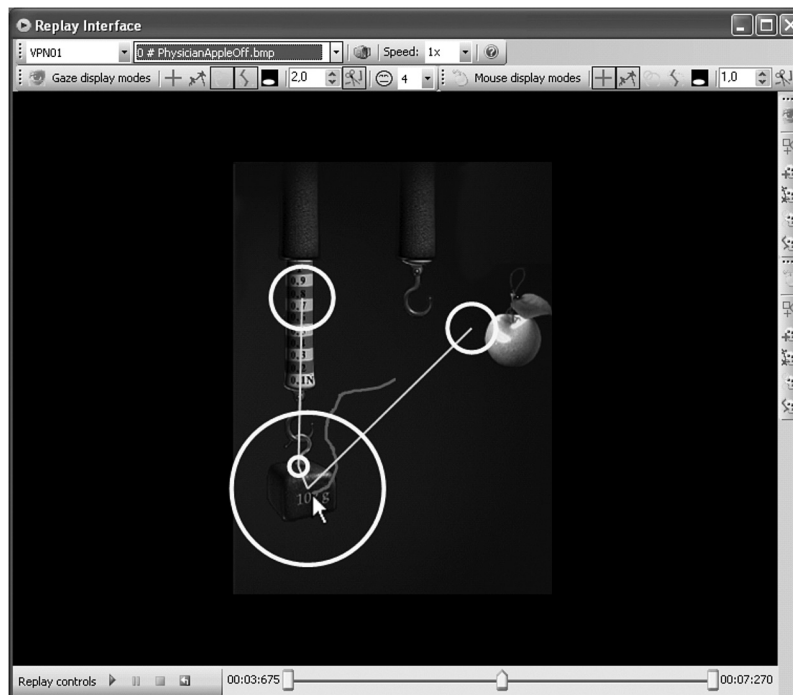 Replay Interface
VPN01 0 # PhysicianAppleOff.bmp Speed: 1x
Gaze display modes 2,0 4 Mouse display modes 1,0
0.9
0.7
0.3
0.1N
Replay controls 00:03:675 00:07:270